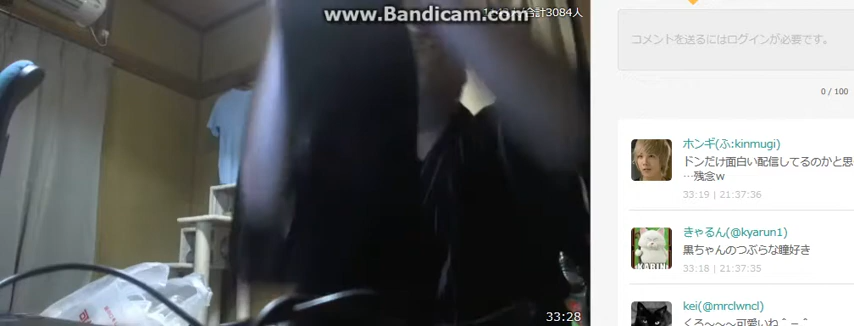 www.Bandicam.com
合計3084人
コメントを送るにはログインが必要です。
0 / 100
ホンギ(ふ:kinmugi)
ドンだけ面白い配信してるのかと思
…残念w
33:19 | 21:37:36
きゃるん(@kyarun1)
黒ちゃんのつぶらな瞳好き
33:18 | 21:37:35
KARIN
kei(@mrclwncl)
くろ〜〜〜可愛いね＾－＾
33:28